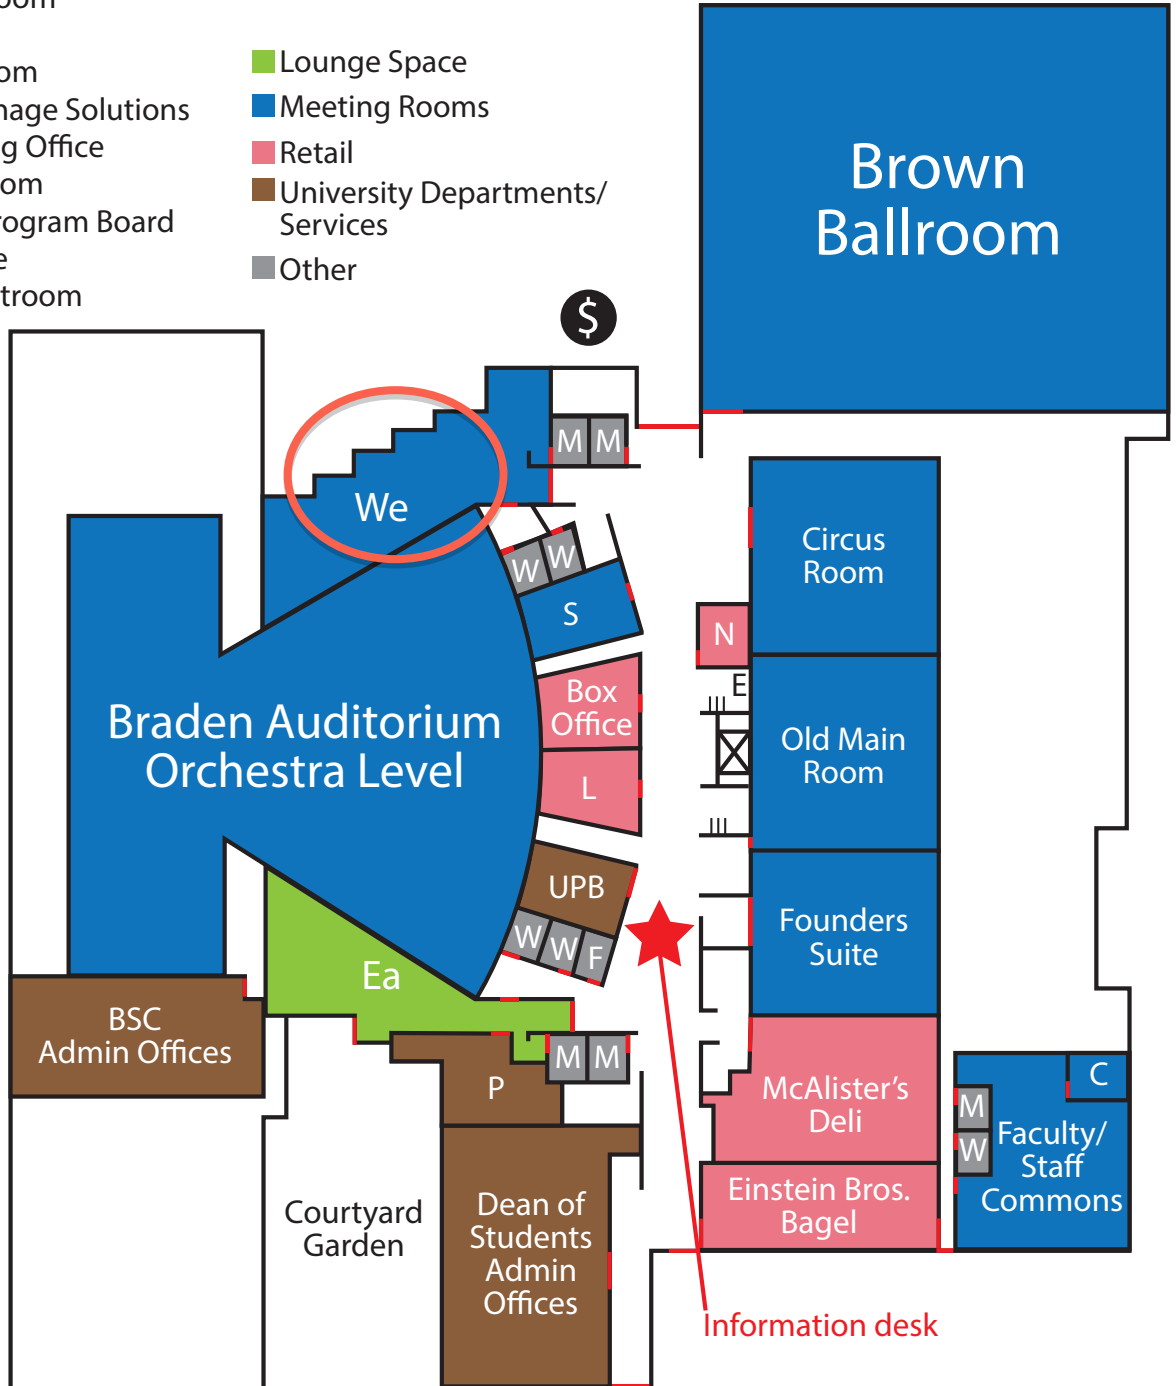 oom
om
nage Solutions
g Office
om
rogram Board
e
troom
Lounge Space
Meeting Rooms
Retail
University Departments/
Services
Other
$
Brown
Ballroom
M M
We
W W
S
Circus
Room
N
E
Box
Office
L
Braden Auditorium
Orchestra Level
Old Main
Room
UPB
W W F
Founders
Suite
Ea
BSC
Admin Offices
M M
P
McAlister's
Deli
C
M
W
Faculty/
Staff
Commons
Einstein Bros.
Bagel
Courtyard
Garden
Dean of
Students
Admin
Offices
Information desk